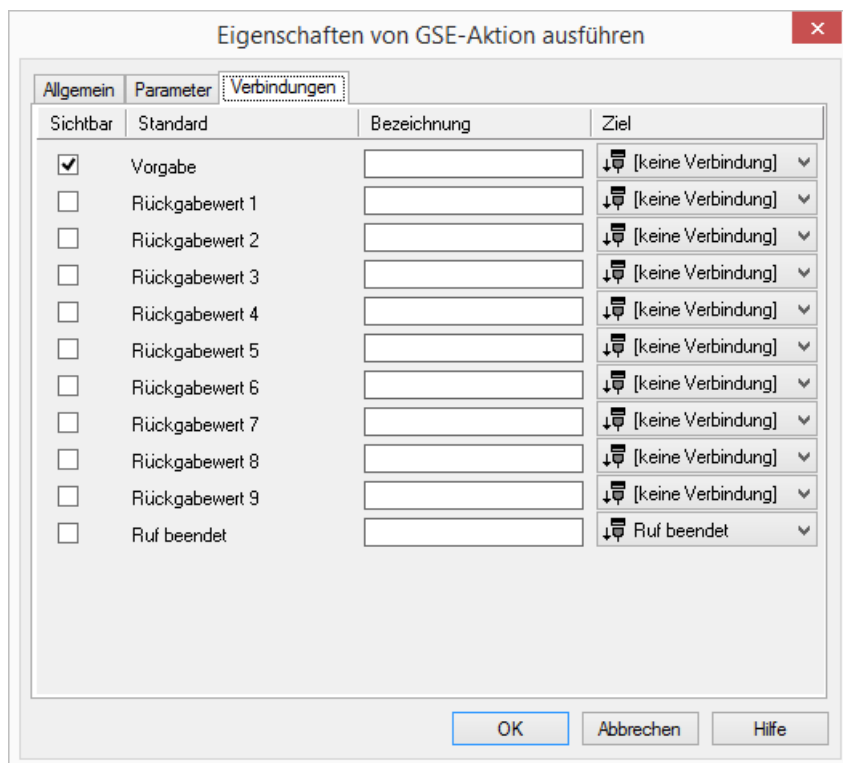 Eigenschaften von GSE-Aktion ausführen
Allgemein Parameter Verbindungen
Sichtbar Standard Bezeichnung Ziel
Vorgabe [keine Verbindung]
Rückgabewert 1 [keine Verbindung]
Rückgabewert 2 [keine Verbindung]
Rückgabewert 3 [keine Verbindung]
Rückgabewert 4 [keine Verbindung]
Rückgabewert 5 [keine Verbindung]
Rückgabewert 6 [keine Verbindung]
Rückgabewert 7 [keine Verbindung]
Rückgabewert 8 [keine Verbindung]
Rückgabewert 9 [keine Verbindung]
Ruf beendet Ruf beendet
OK Abbrechen Hilfe